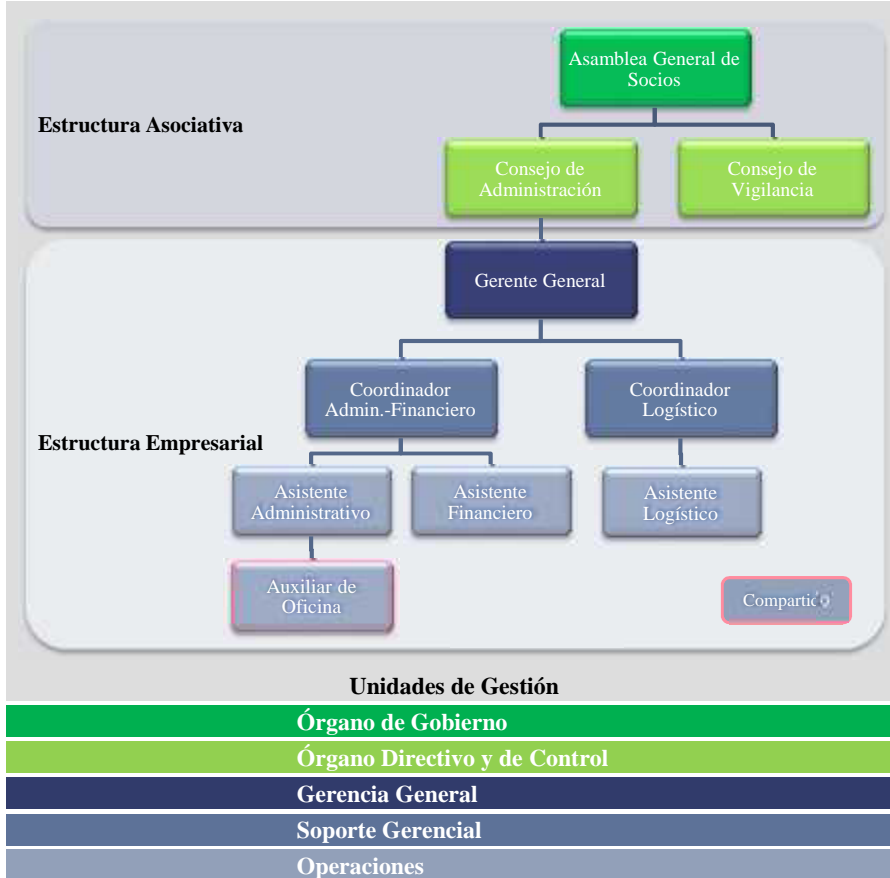 Asamblea General de
Socios
Estructura Asociativa
Consejo de
Administración
Consejo de
Vigilancia
Gerente General
Coordinador
Admin.-Financiero
Coordinador
Logístico
Estructura Empresarial
Asistente
Administrativo
Asistente
Financiero
Asistente
Logístico
Auxiliar de
Oficina
Compartido
Unidades de Gestión
Órgano de Gobierno
Órgano Directivo y de Control
Gerencia General
Soporte Gerencial
Operaciones